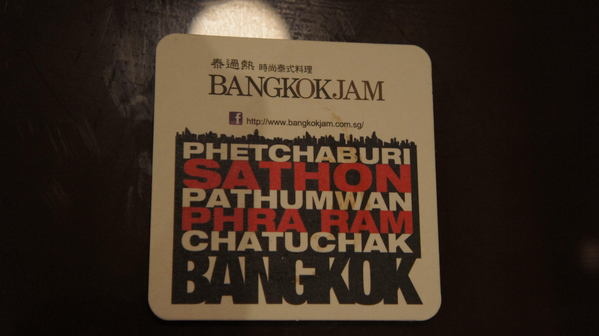 泰過熱 時尚泰式料理
BANGKOKJAM
f http://www.bangkokjam.com.sg/
PHETCHABURI
SATHON
PATHUMWAN
PHRA RAM
CHATUCHAK
BANGKOK